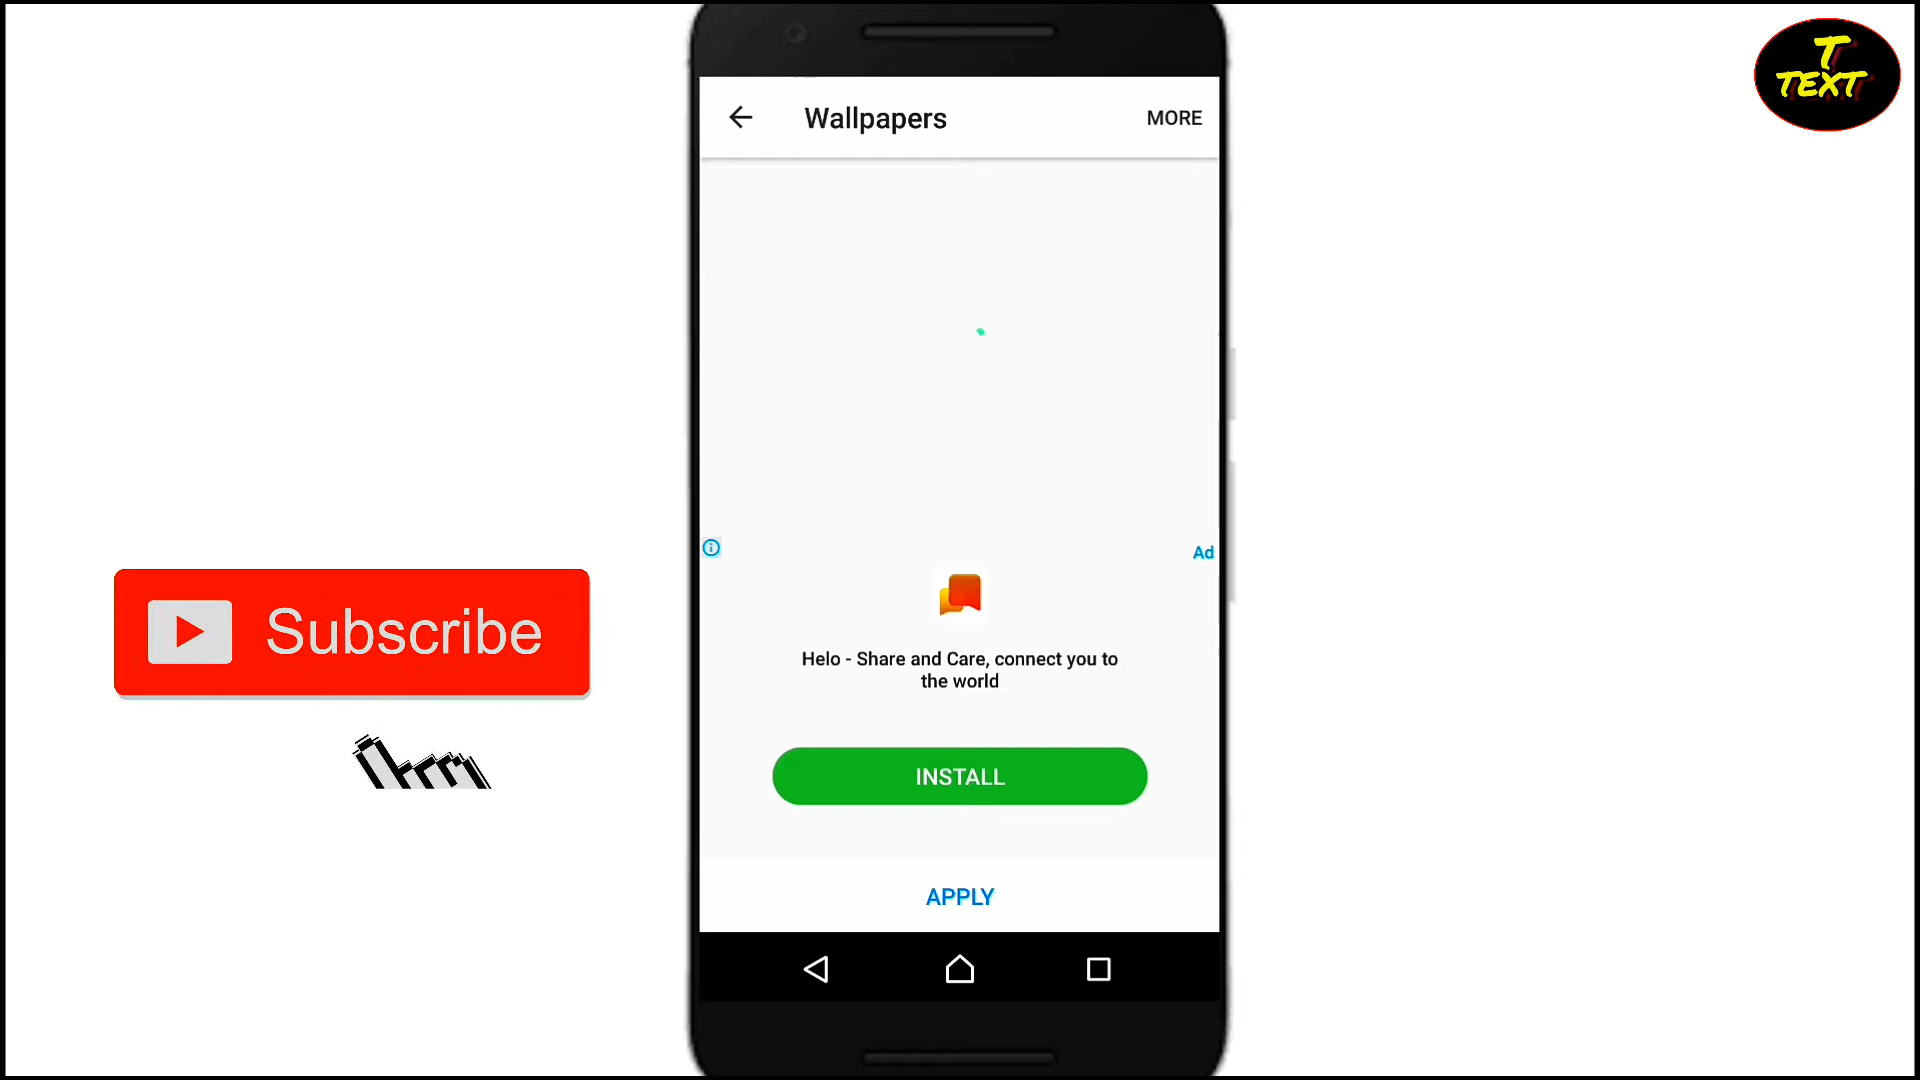 T
TEXT
Wallpapers
MORE
Ad
Helo - Share and Care, connect you to
the world
INSTALL
APPLY
Subscribe